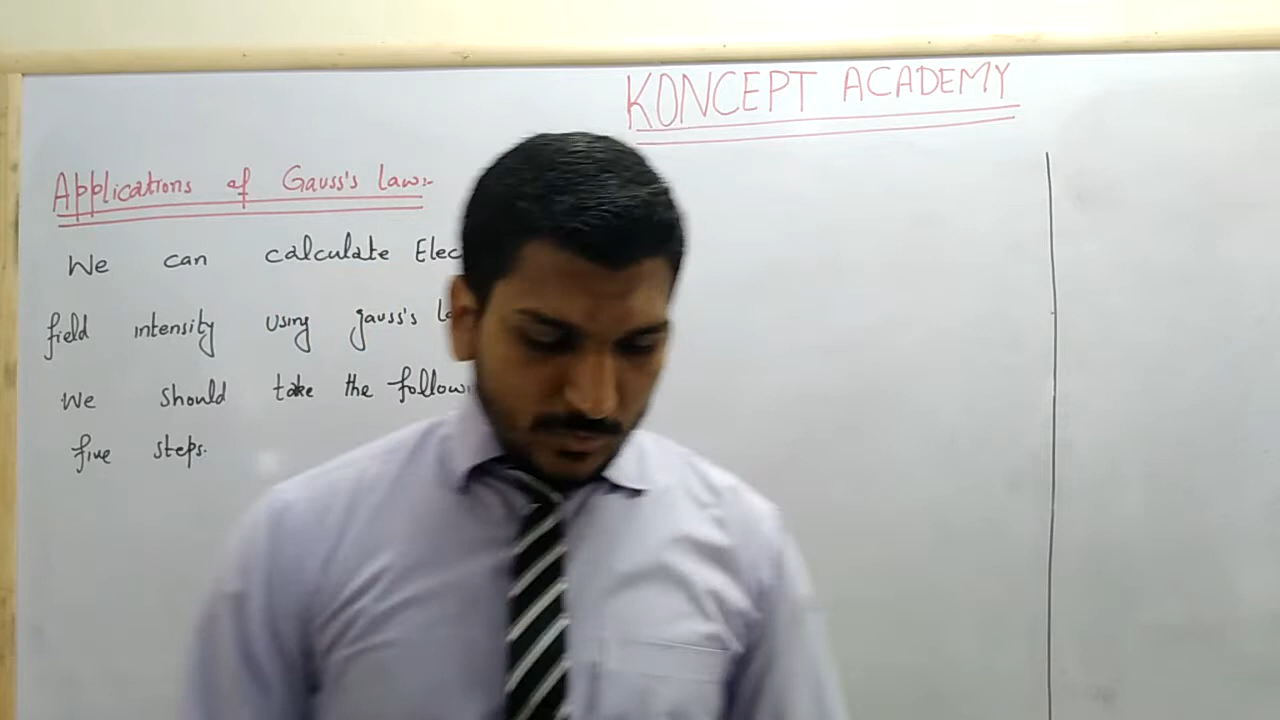 KONCEPT ACADEMY
Applications of Gauss's Law:-
We can calculate Elec
field intensity using gauss's
We should take the
five steps.